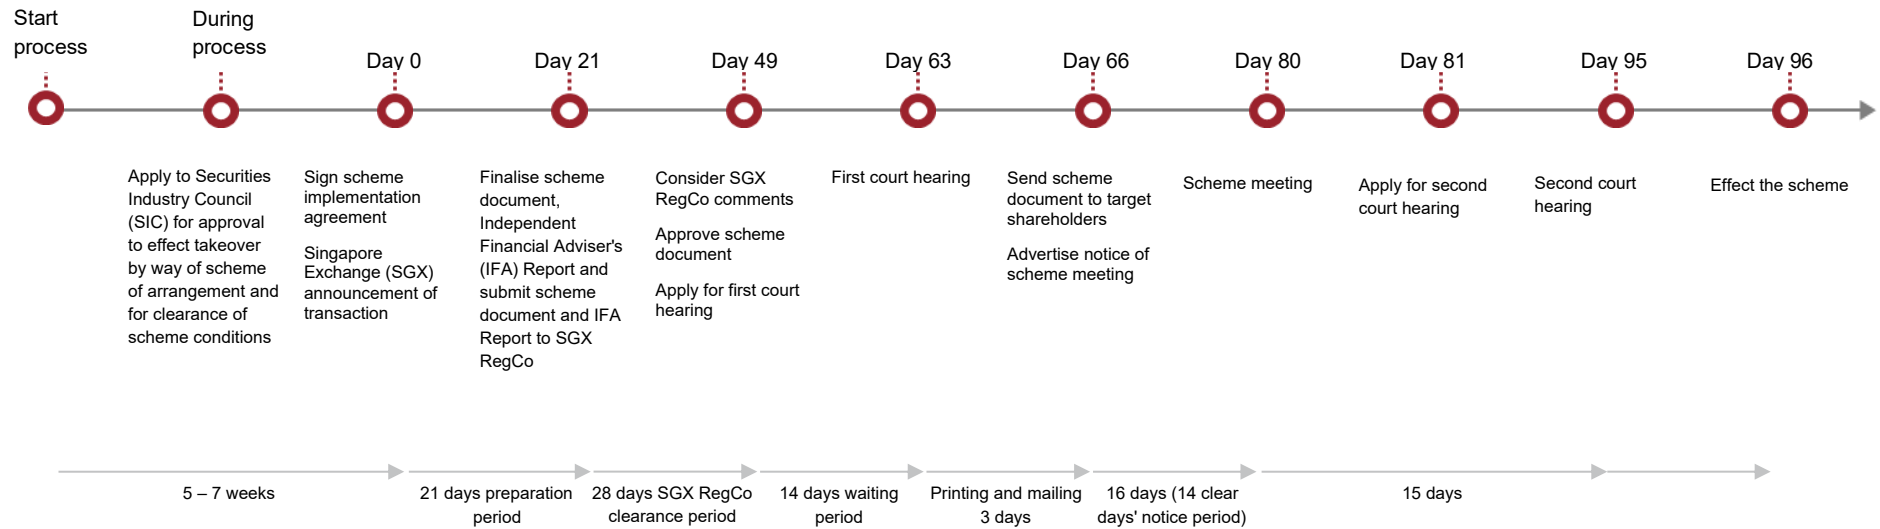 Start
process
During
process
Day 0
Day 21
Day 49
Day 63
Day 66
Day 80
Day 81
Day 95
Day 96
Apply to Securities
Industry Council
(SIC) for approval
to effect takeover
by way of scheme
of arrangement and
for clearance of
scheme conditions
Sign scheme
implementation
agreement
Singapore
Exchange (SGX)
announcement of
transaction
Finalise scheme
document,
Independent
Financial Adviser's
(IFA) Report and
submit scheme
document and IFA
Report to SGX
RegCo
Consider SGX
RegCo comments
Approve scheme
document
Apply for first court
hearing
First court hearing
Send scheme
document to target
shareholders
Advertise notice of
scheme meeting
Scheme meeting
Apply for second
court hearing
Second court
hearing
Effect the scheme
5 – 7 weeks
21 days preparation
period
28 days SGX RegCo
clearance period
14 days waiting
period
Printing and mailing
3 days
16 days (14 clear
days' notice period)
15 days